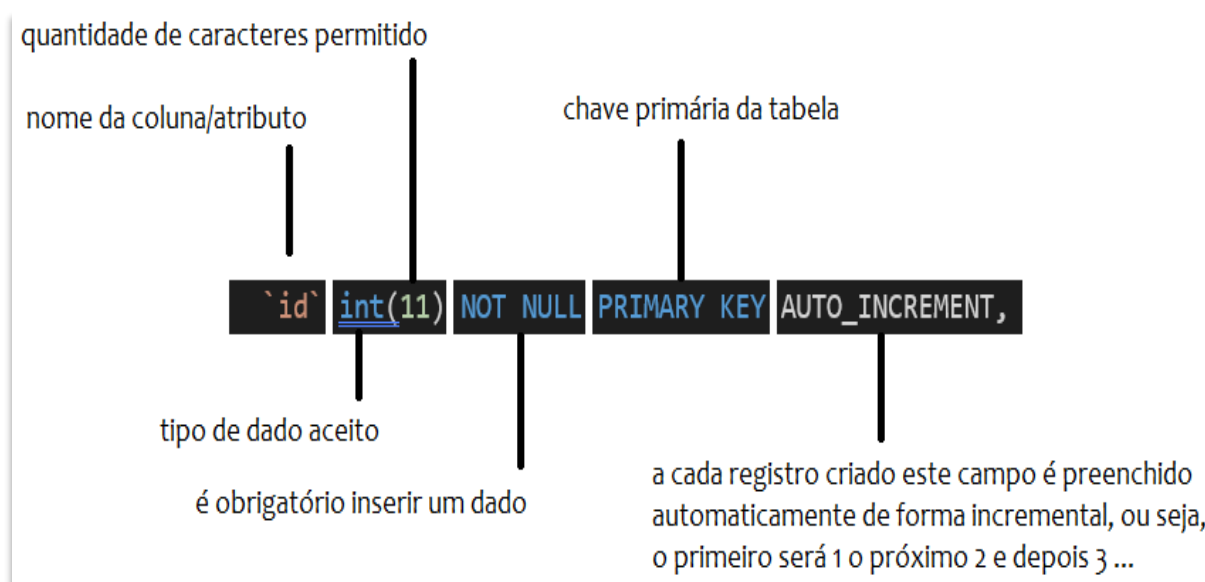 quantidade de caracteres permitido
nome da coluna/atributo
chave primária da tabela
`id` int(11) NOT NULL PRIMARY KEY AUTO_INCREMENT,
tipo de dado aceito
é obrigatório inserir um dado
a cada registro criado este campo é preenchido
automaticamente de forma incremental, ou seja,
o primeiro será 1 o próximo 2 e depois 3 ...